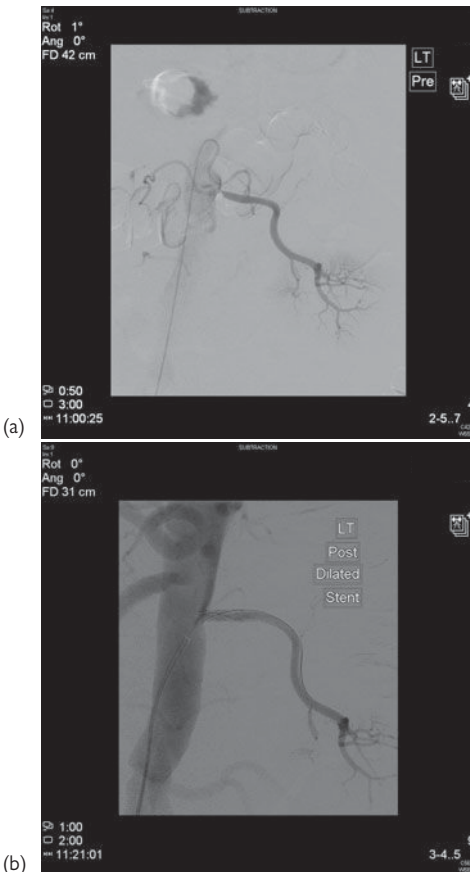 SUBTRACTION
Rot 1°
Ang 0°
FD 42 cm
LT
Pre
0:50
3:00
11:00:25
2-5..7
(a)
SUBTRACTION
Rot 0°
Ang 0°
FD 31 cm
LT
Post
Dilated
Stent
1:00
2:00
11:21:01
3-4..5
(b)